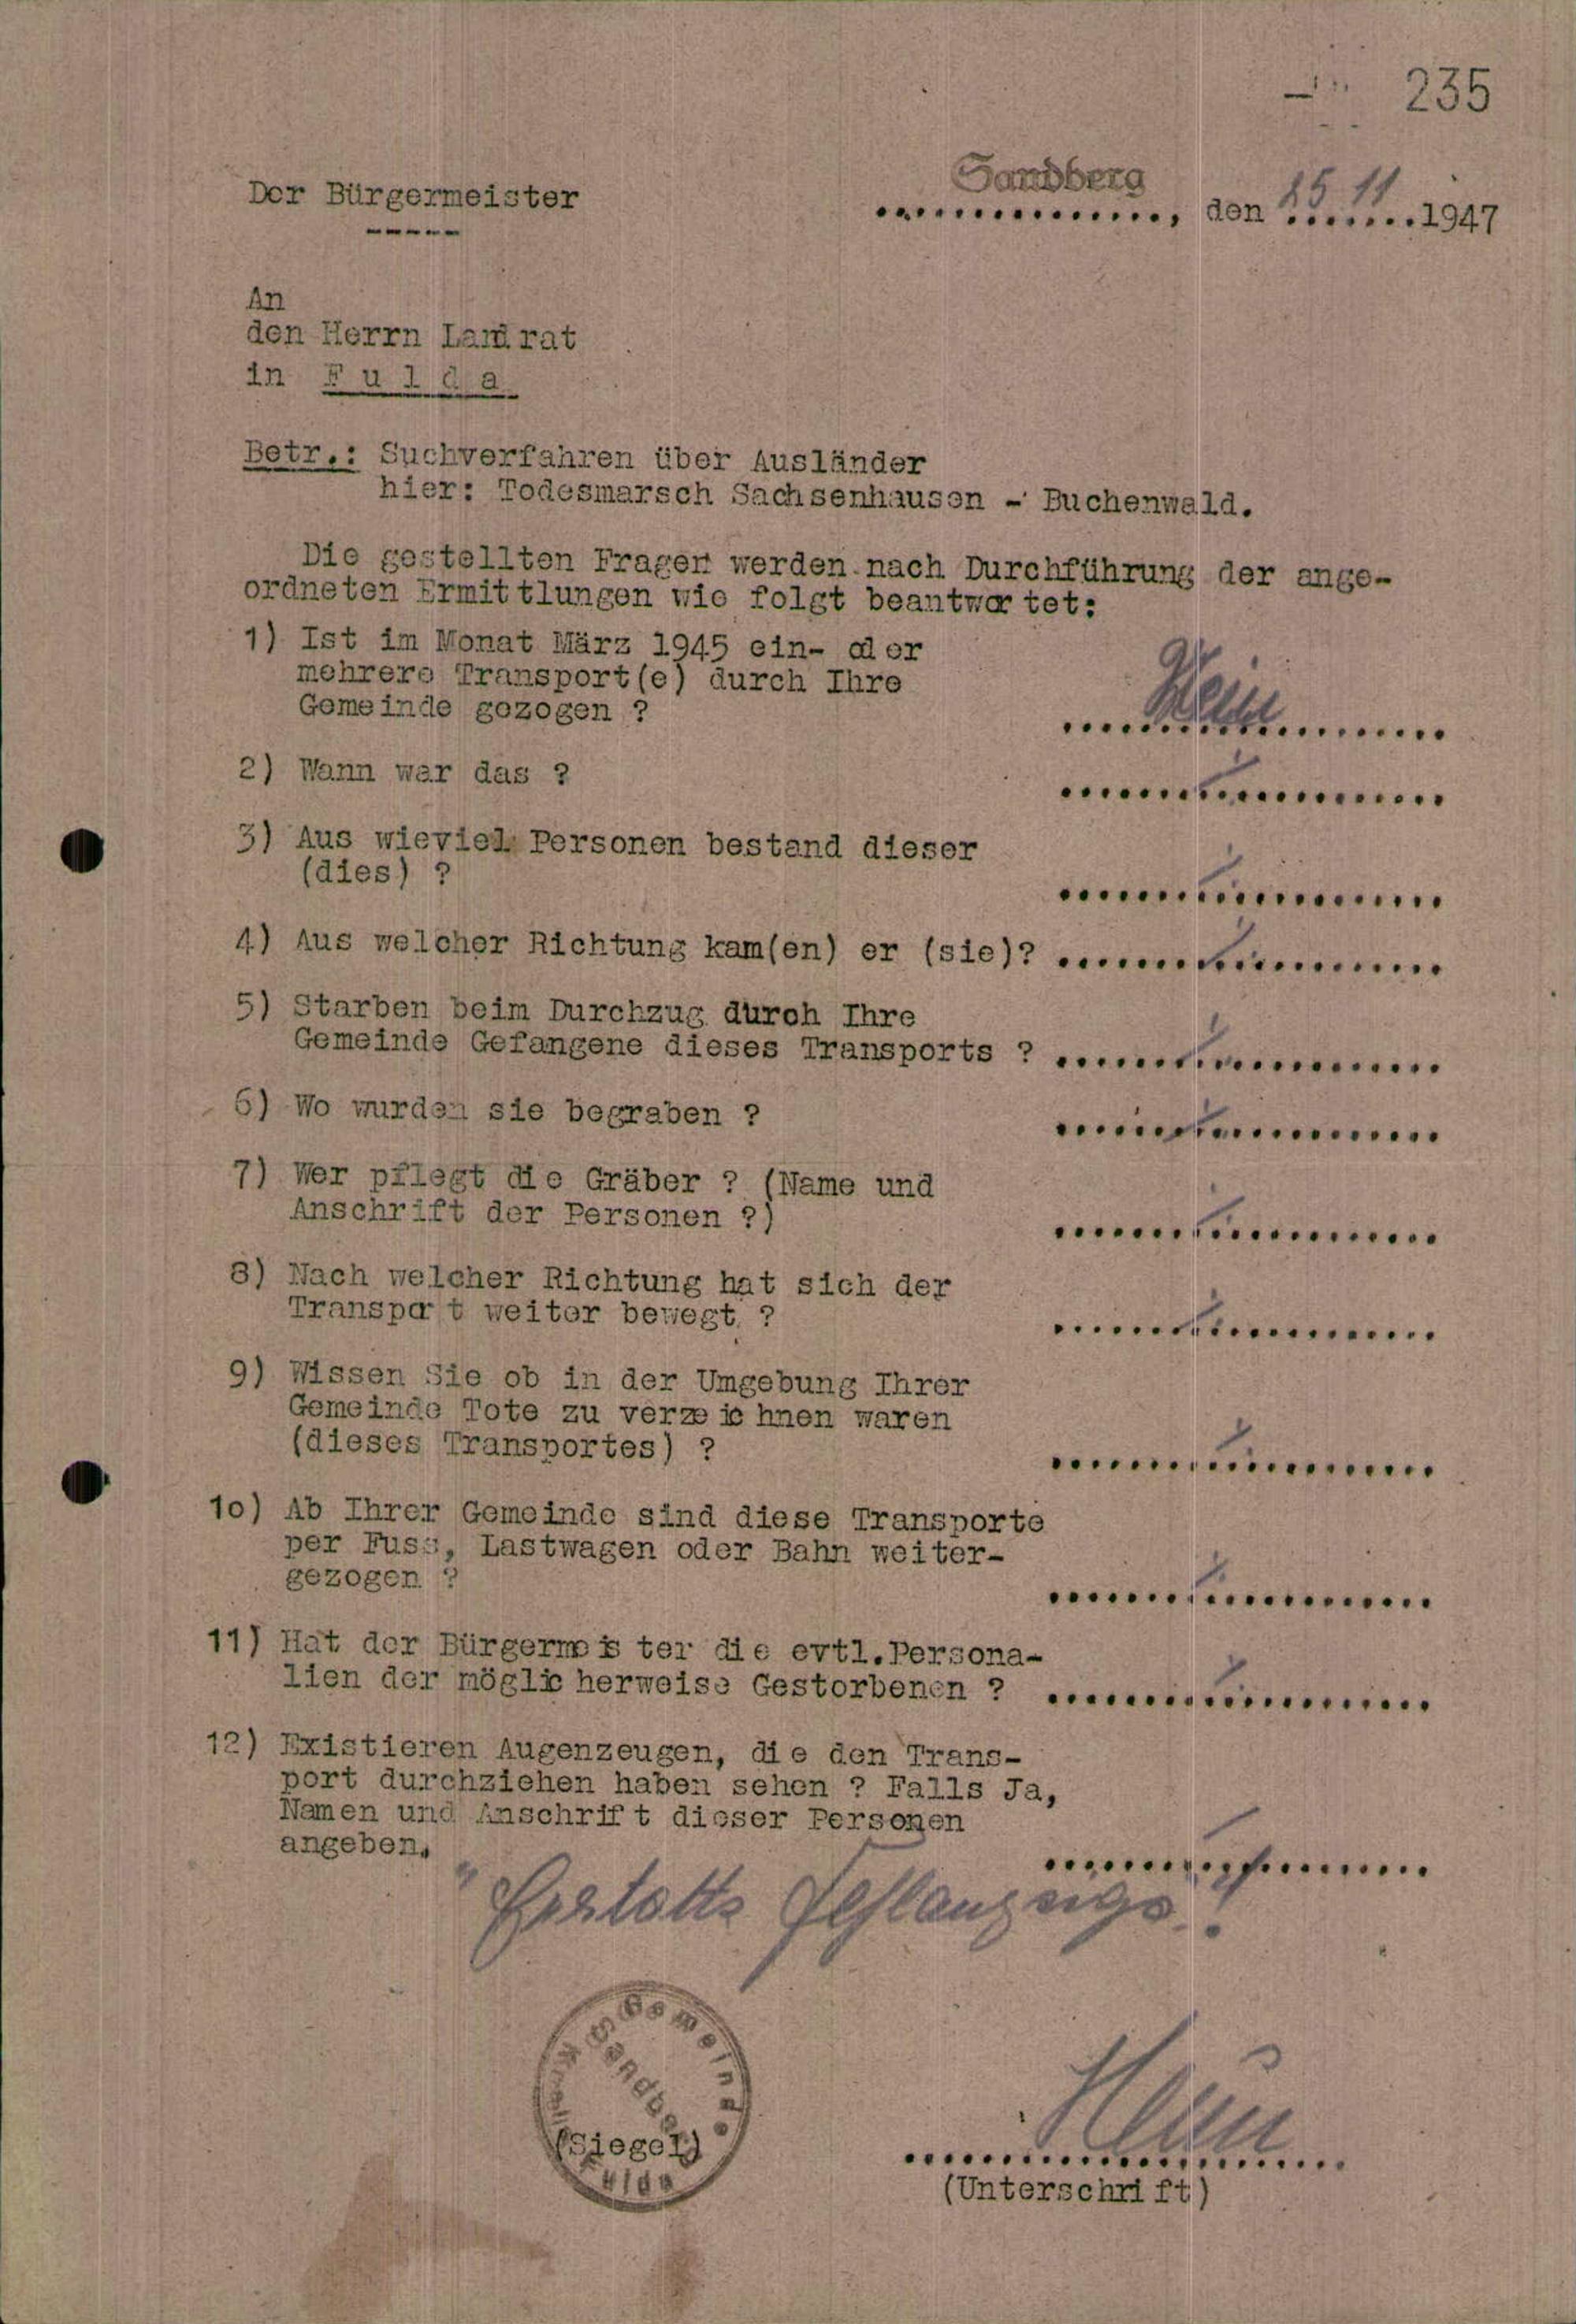 235
Sandberg
Der Bürgermeister
..............., den 25 11 1947
An
den Herrn Landrat
in Fulda
Betr.: Suchverfahren über Ausländer
hier: Todesmarsch Sachsenhausen - Buchenwald.
Die gestellten Fragen werden nach Durchführung der ange-
ordneten Ermittlungen wie folgt beantwortet:
1) Ist im Monat März 1945 ein- oder
mehrere Transport(e) durch Ihre
Gemeinde gezogen ? Nein
2) Wann war das ? ....................
3) Aus wieviel Personen bestand dieser
(dies) ? ....................
4) Aus welcher Richtung kam(en) er (sie)? ....................
5) Starben beim Durchzug durch Ihre
Gemeinde Gefangene dieses Transports ? ....................
6) Wo wurden sie begraben ? ....................
7) Wer pflegt die Gräber ? (Name und
Anschrift der Personen ?) ....................
8) Nach welcher Richtung hat sich der
Transport weiter bewegt ? ....................
9) Wissen Sie ob in der Umgebung Ihrer
Gemeinde Tote zu verzeichnen waren
(dieses Transportes) ? ....................
10) Ab Ihrer Gemeinde sind diese Transporte
per Fuss, Lastwagen oder Bahn weiter-
gezogen ? ....................
11) Hat der Bürgermeister die evtl.Persona-
lien der möglicherweise Gestorbenen ? ....................
12) Existieren Augenzeugen, die den Trans-
port durchziehen haben sehen ? Falls Ja,
Namen und Anschrift dieser Personen
angeben. ....................
Fehlanzeige!
Gemeinde
Sandberg
(Siegel)
Fulda
(Unterschrift)